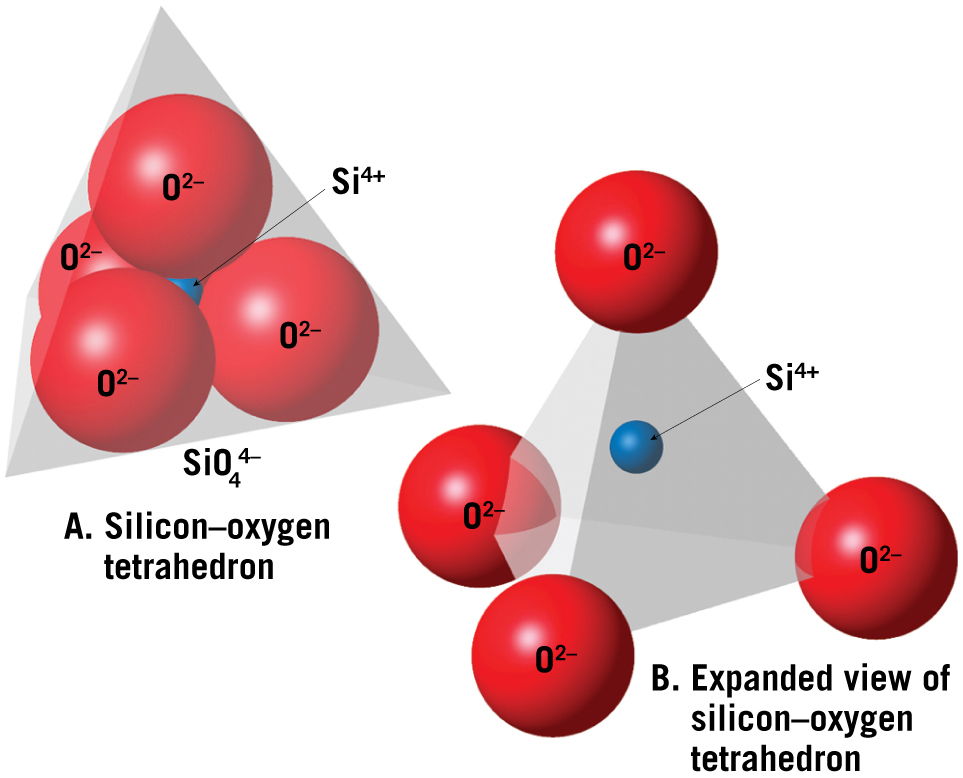 O²⁻
Si⁴⁺
O²⁻
O²⁻
O²⁻
SiO₄⁴⁻
A. Silicon–oxygen
tetrahedron
O²⁻
Si⁴⁺
O²⁻
O²⁻
O²⁻
B. Expanded view of
silicon–oxygen
tetrahedron